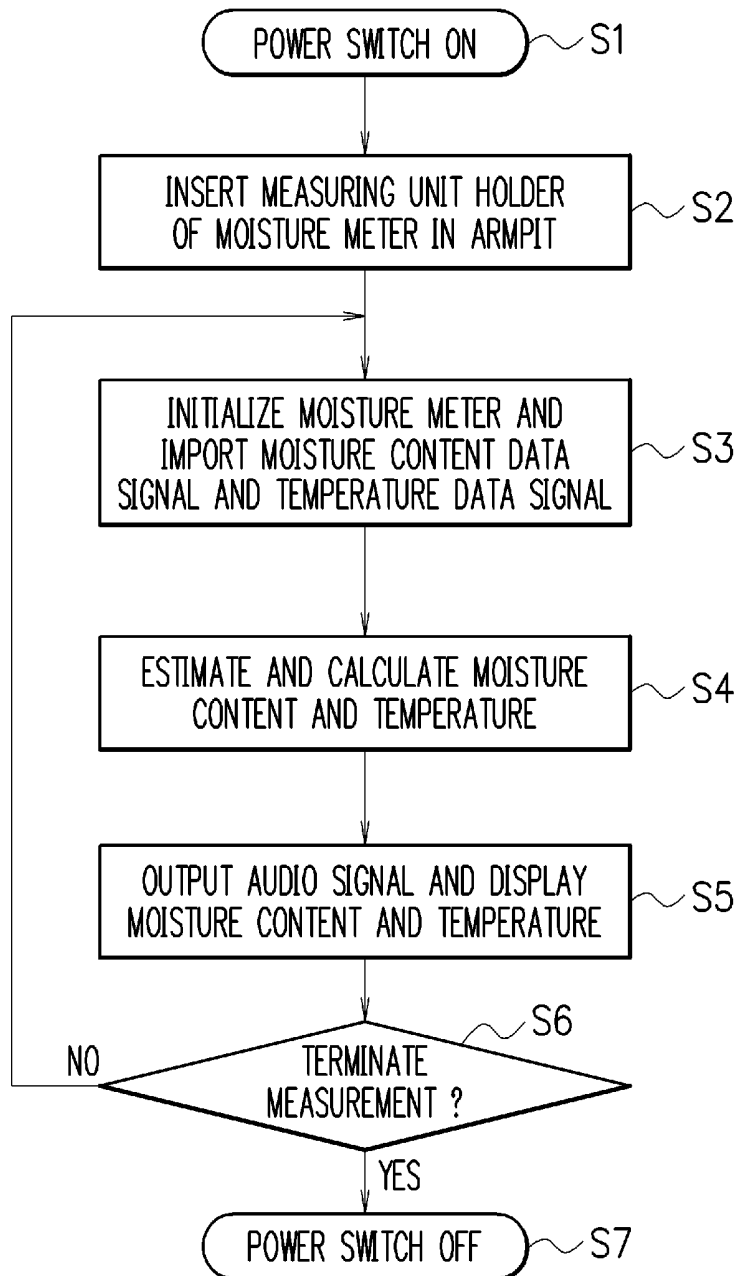 POWER SWITCH ON
S1
INSERT MEASURING UNIT HOLDER
OF MOISTURE METER IN ARMPIT
S2
INITIALIZE MOISTURE METER AND
IMPORT MOISTURE CONTENT DATA
SIGNAL AND TEMPERATURE DATA SIGNAL
S3
ESTIMATE AND CALCULATE MOISTURE
CONTENT AND TEMPERATURE
S4
OUTPUT AUDIO SIGNAL AND DISPLAY
MOISTURE CONTENT AND TEMPERATURE
S5
S6
NO
TERMINATE
MEASUREMENT ?
YES
POWER SWITCH OFF
S7